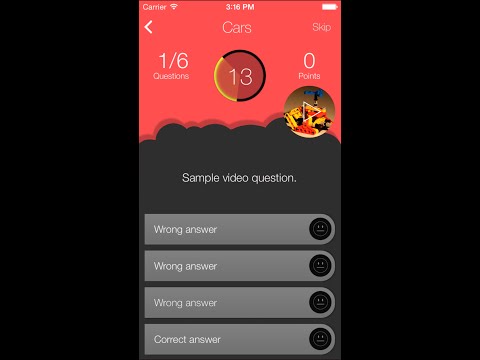 Carrier 3:16 PM
Cars Skip
1/6 13 0
Questions Points
Sample video question.
Wrong answer
Wrong answer
Wrong answer
Correct answer